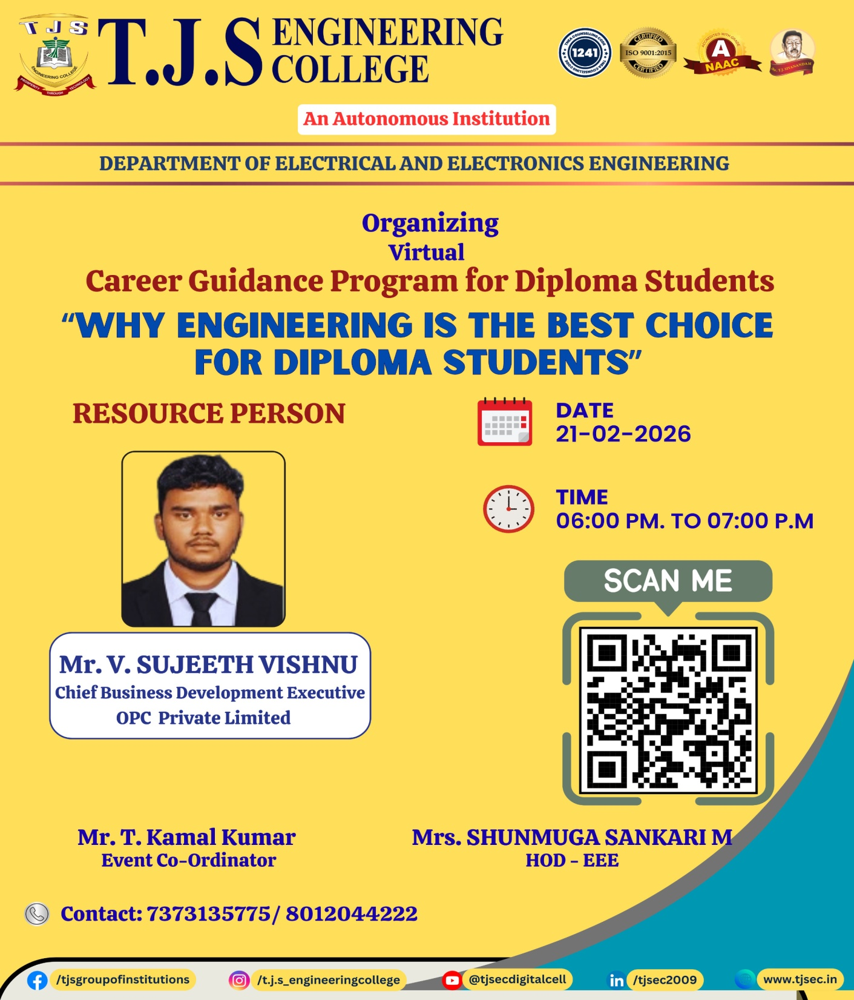 T J S
ENGINEERING COLLEGE
PROSPERITY THROUGH TECHNOLOGY
T.J.S ENGINEERING COLLEGE
TNEA COUNSELLING CODE
1241
TNEA COUNSELLING CODE
CERTIFIED
ISO 9001:2015
CERTIFIED
ACCREDITED WITH GRADE
A
NAAC
T.J. SIVANANDAM
An Autonomous Institution
DEPARTMENT OF ELECTRICAL AND ELECTRONICS ENGINEERING
Organizing
Virtual
Career Guidance Program for Diploma Students
“WHY ENGINEERING IS THE BEST CHOICE
FOR DIPLOMA STUDENTS”
RESOURCE PERSON
DATE
21-02-2026
TIME
06:00 PM. TO 07:00 P.M
SCAN ME
Mr. V. SUJEETH VISHNU
Chief Business Development Executive
OPC Private Limited
Mr. T. Kamal Kumar
Event Co-Ordinator
Mrs. SHUNMUGA SANKARI M
HOD - EEE
Contact: 7373135775/ 8012044222
/tjsgroupofinstitutions
/t.j.s_engineeringcollege
@tjsecdigitalcell
/tjsec2009
www.tjsec.in